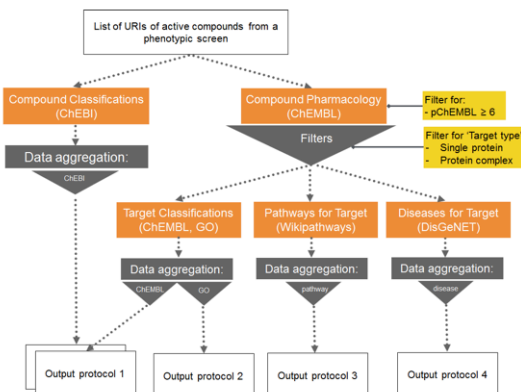 List of URIs of active compounds from a
phenotypic screen
Compound Classifications
(ChEBI)
Compound Pharmacology
(ChEMBL)
Filter for:
- pChEMBL ≥ 6
Filter for 'Target type'
- Single protein
- Protein complex
Filters
Data aggregation:
ChEBI
Target Classifications
(ChEMBL, GO)
Pathways for Target
(Wikipathways)
Diseases for Target
(DisGeNET)
Data aggregation:
ChEMBL
GO
Data aggregation:
pathway
Data aggregation:
disease
Output protocol 1
Output protocol 2
Output protocol 3
Output protocol 4